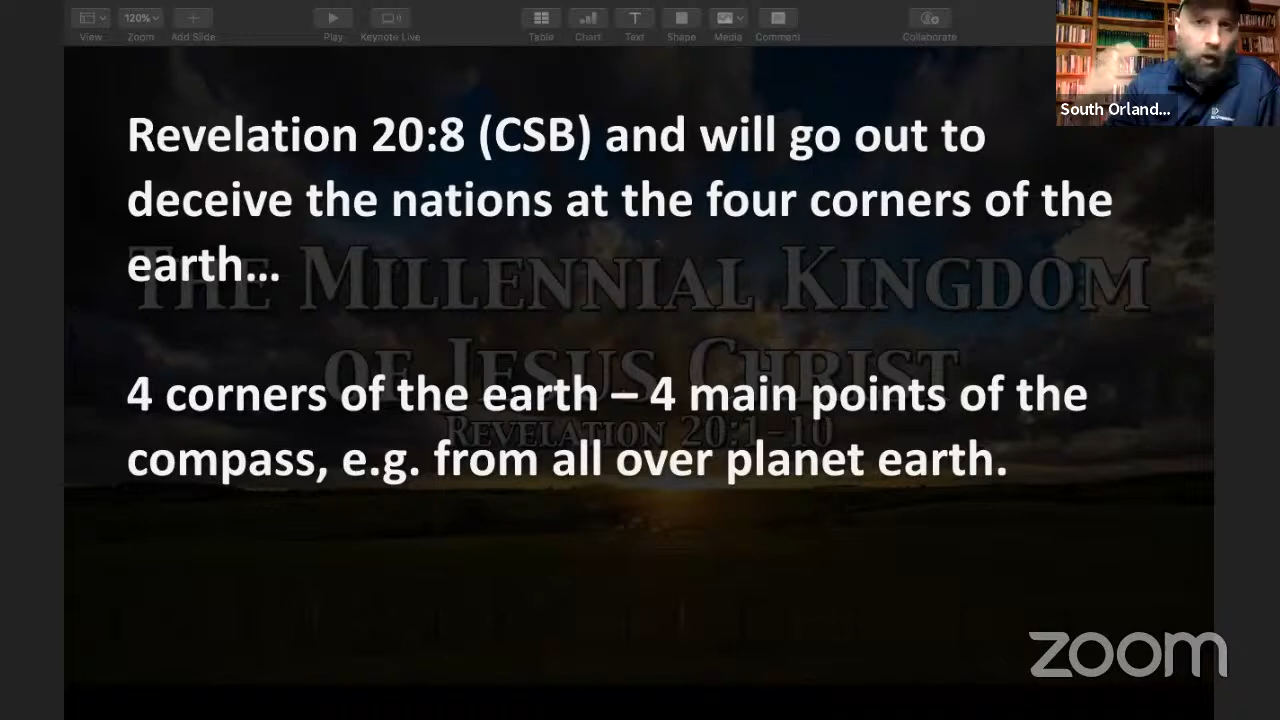 View
120%
Zoom
Add Slide
Play
Keynote Live
Table
Chart
Text
Shape
Media
Comment
Collaborate
South Orland...
Revelation 20:8 (CSB) and will go out to
deceive the nations at the four corners of the
earth…
THE MILLENNIAL KINGDOM
OF JESUS CHRIST
REVELATION 20:1-10
4 corners of the earth – 4 main points of the
compass, e.g. from all over planet earth.
zoom